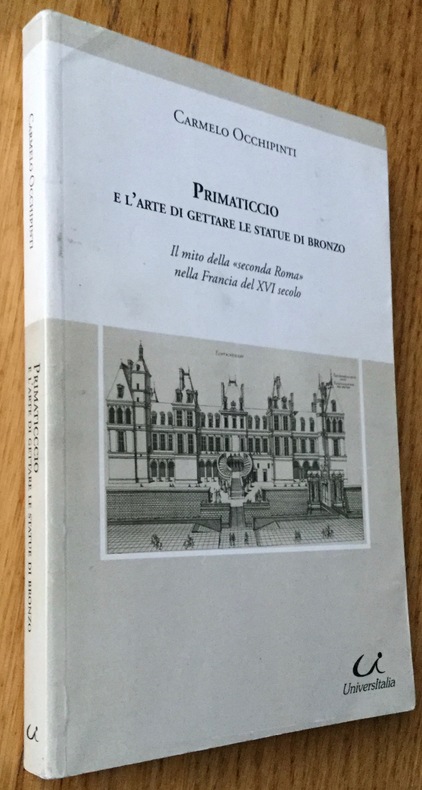 CARMELO OCCHIPINTI
PRIMATICCIO
E L'ARTE DI GETTARE LE STATUE DI BRONZO
Il mito della «seconda Roma»
nella Francia del XVI secolo
UniversItalia
CARMELO OCCHIPINTI
PRIMATICCIO
E L'ARTE DI GETTARE LE STATUE DI BRONZO